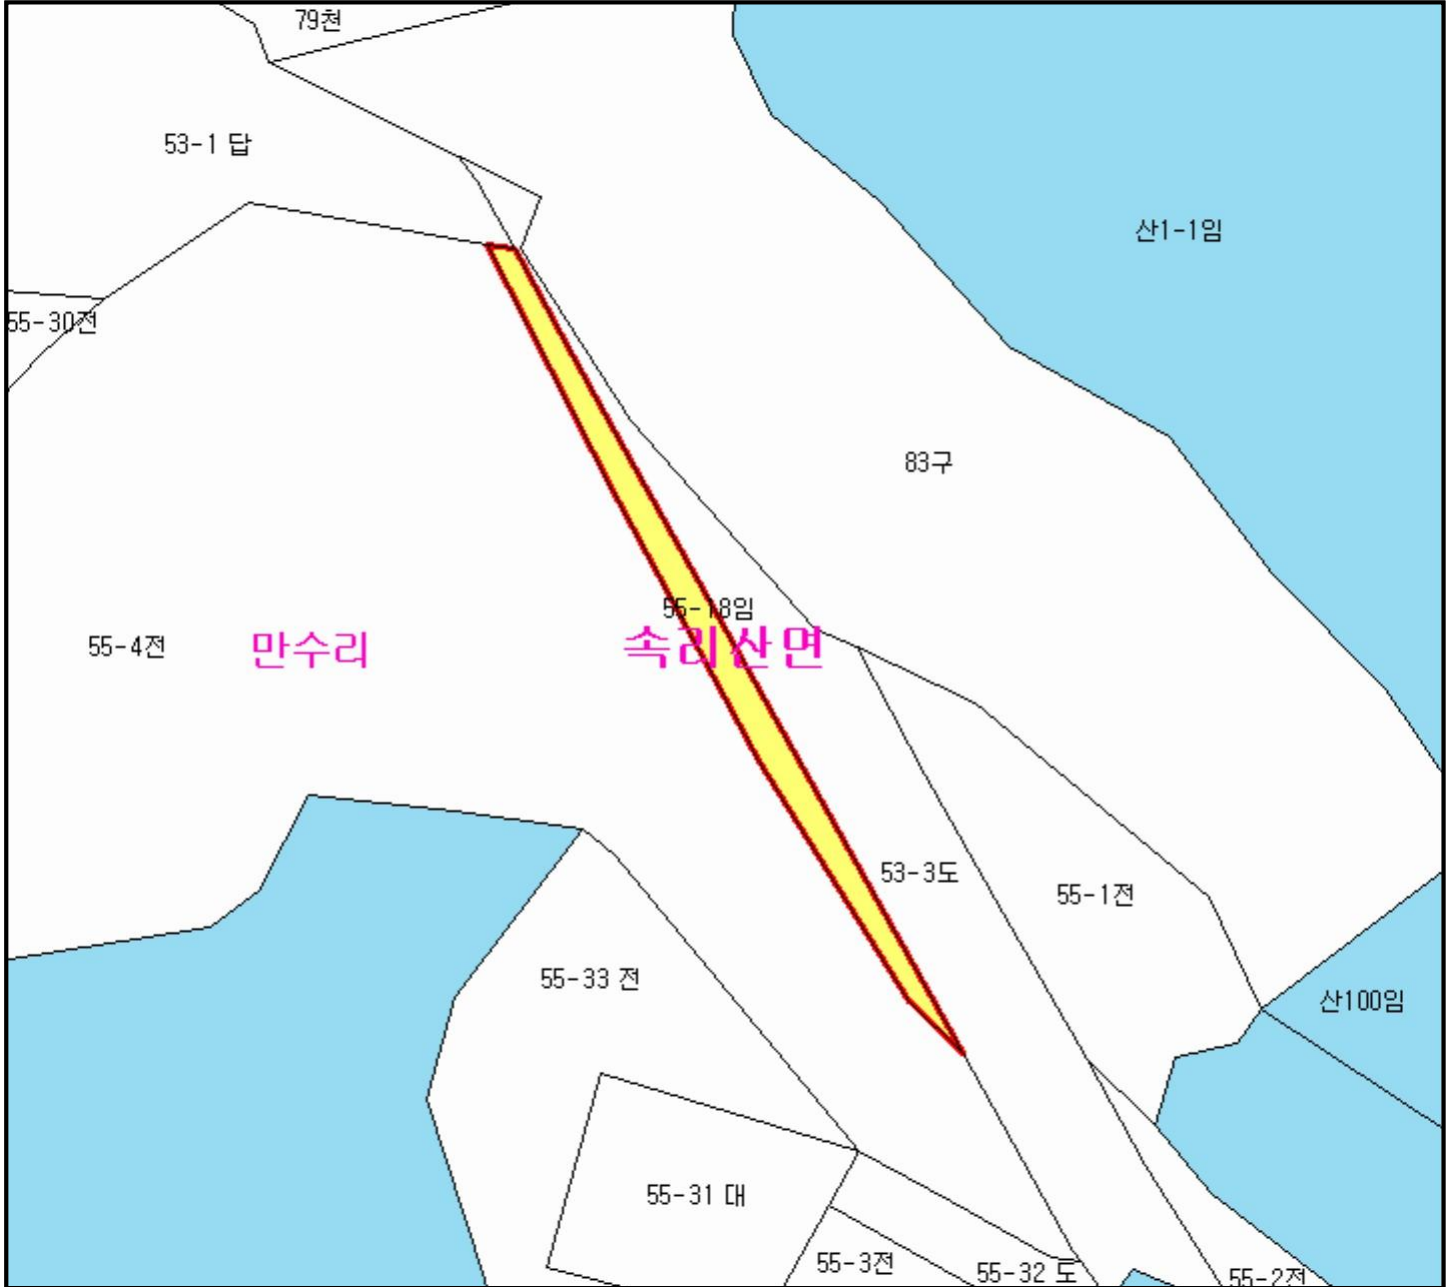 79천
53-1 답
산1-1임
55-30전
83구
55-18임
55-4전
만수리
속리산면
53-3도
55-1전
55-33 전
산100임
55-31 대
55-3전
55-32 도
55-2전